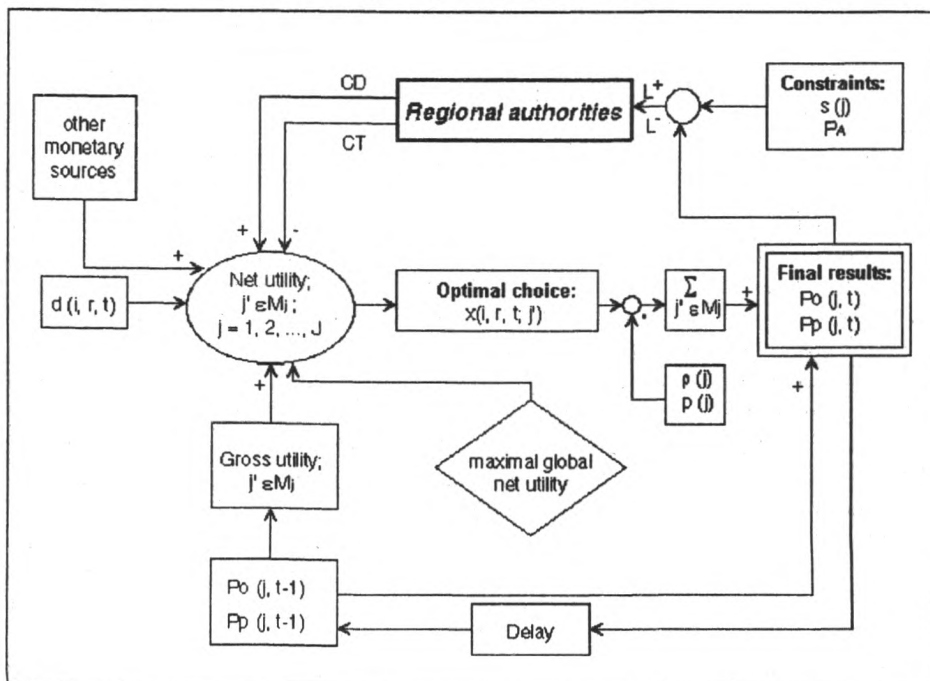 CD
Regional authorities
L+
L-
Constraints:
s (j)
PA
other
monetary
sources
CT
+
+
-
d (i, r, t)
Net utility;
j' εMj ;
j = 1, 2, ..., J
Optimal choice:
x(i, r, t; j')
Σ
j' εMj
+
Final results:
Po (j, t)
Pp (j, t)
ρ (j)
p (j)
+
+
Gross utility;
j' εMj
maximal global
net utility
Po (j, t-1)
Pp (j, t-1)
Delay